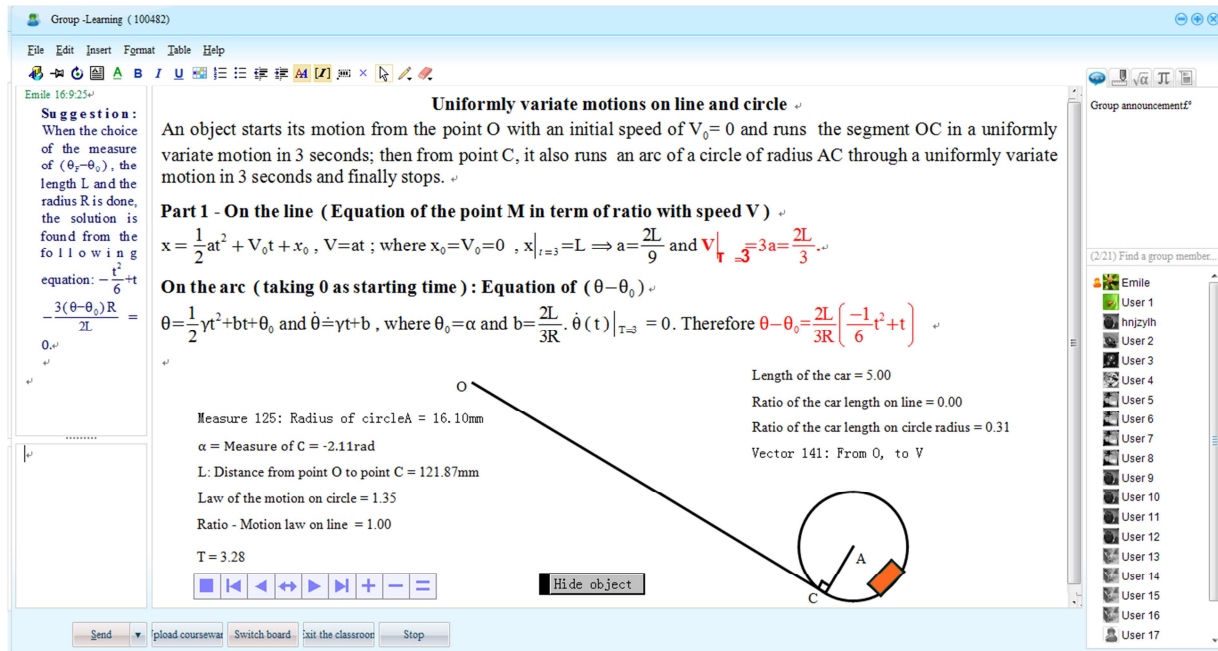 Group -Learning ( 100482)
File Edit Insert Format Table Help
A B I U
Emile 16:9:25
Suggestion:
When the choice
of the measure
of (θF−θ0), the
length L and the
radius R is done,
the solution is
found from the
following
equation: −t²/6+t
−3(θ−θ0)R/2L =
0.
Uniformly variate motions on line and circle
An object starts its motion from the point O with an initial speed of V0= 0 and runs the segment OC in a uniformly
variate motion in 3 seconds; then from point C, it also runs an arc of a circle of radius AC through a uniformly variate
motion in 3 seconds and finally stops.
Part 1 - On the line ( Equation of the point M in term of ratio with speed V )
x = 1/2 at² + V0t + x0 , V=at ; where x0=V0=0 , x|t=3=L ⟹ a=2L/9 and V|T=3=3a=2L/3.
On the arc ( taking 0 as starting time ) : Equation of (θ−θ0)
θ=1/2 γt²+bt+θ0 and θ̇=γt+b , where θ0=α and b=2L/3R. θ̇(t)|T=3 = 0. Therefore θ−θ0=2L/3R(−1/6 t²+t)
O
Measure 125: Radius of circleA = 16.10mm
α = Measure of C = -2.11rad
L: Distance from point O to point C = 121.87mm
Law of the motion on circle = 1.35
Ratio - Motion law on line = 1.00
T = 3.28
Length of the car = 5.00
Ratio of the car length on line = 0.00
Ratio of the car length on circle radius = 0.31
Vector 141: From O, to V
A
C
Hide object
Send
Upload coursewar
Switch board
Exit the classroon
Stop
√α π
Group announcement£º
(2/21) Find a group member...
Emile
User 1
hnjzylh
User 2
User 3
User 4
User 5
User 6
User 7
User 8
User 9
User 10
User 11
User 12
User 13
User 14
User 15
User 16
User 17